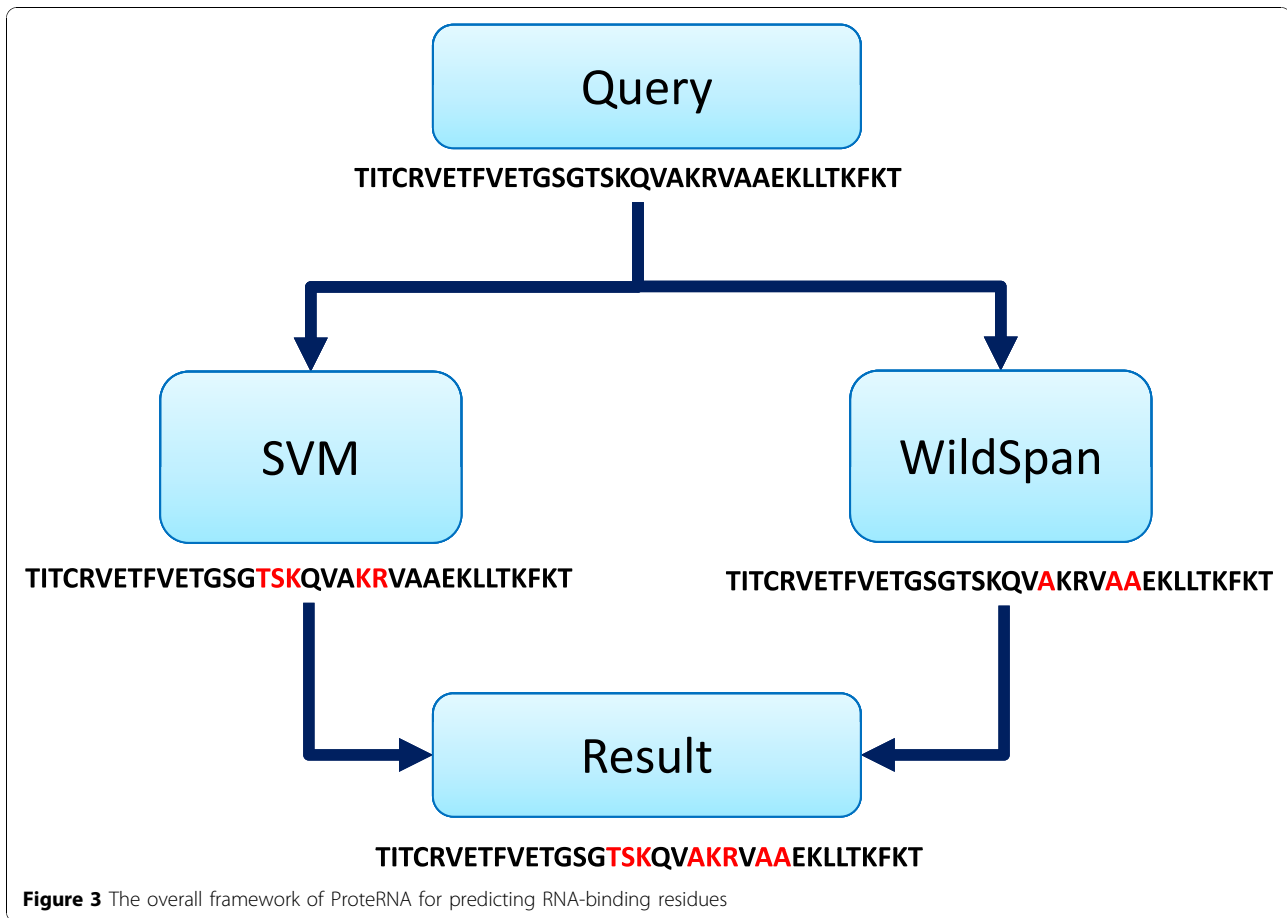 Query
TITCRVETFVETGSGTSKQVAKRVAAEKLLTKFKT
SVM
WildSpan
TITCRVETFVETGSGTSKQVAKRVAAEKLLTKFKT
TITCRVETFVETGSGTSKQVAKRVAAEKLLTKFKT
Result
TITCRVETFVETGSGTSKQVAKRVAAEKLLTKFKT
Figure 3 The overall framework of ProteRNA for predicting RNA-binding residues